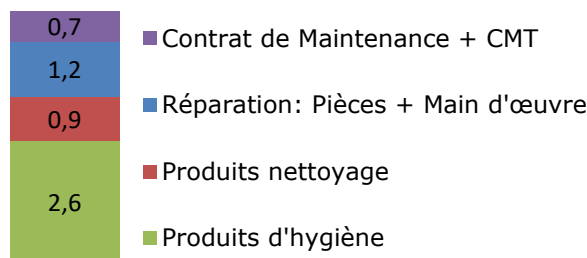 0,7
Contrat de Maintenance + CMT
1,2
Réparation: Pièces + Main d'œuvre
0,9
Produits nettoyage
2,6
Produits d'hygiène